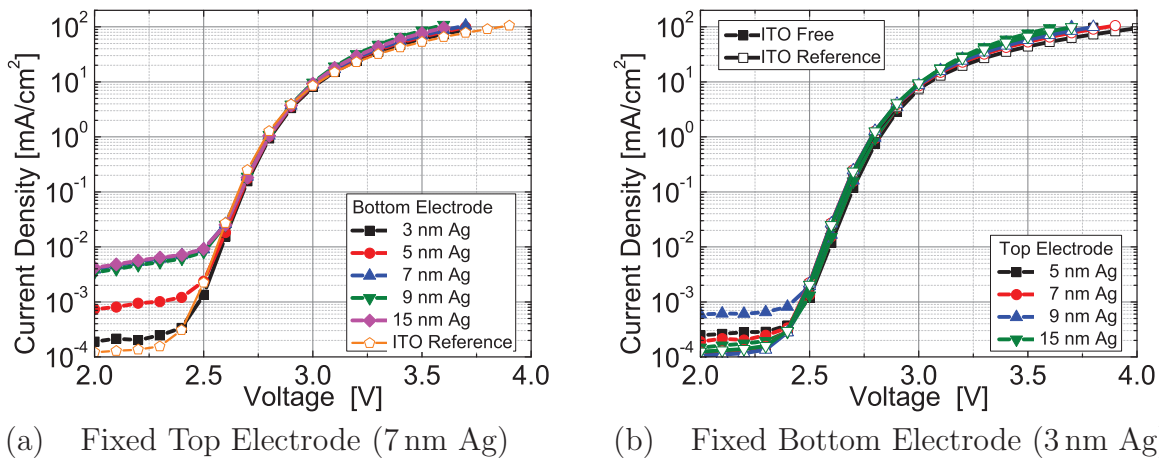 10²
10¹
10⁰
10⁻¹
10⁻²
10⁻³
10⁻⁴
Current Density [mA/cm²]
Bottom Electrode
3 nm Ag
5 nm Ag
7 nm Ag
9 nm Ag
15 nm Ag
ITO Reference
2.0 2.5 3.0 3.5 4.0
Voltage [V]
(a) Fixed Top Electrode (7 nm Ag)
10²
10¹
10⁰
10⁻¹
10⁻²
10⁻³
10⁻⁴
Current Density [mA/cm²]
ITO Free
ITO Reference
Top Electrode
5 nm Ag
7 nm Ag
9 nm Ag
15 nm Ag
2.0 2.5 3.0 3.5 4.0
Voltage [V]
(b) Fixed Bottom Electrode (3 nm Ag